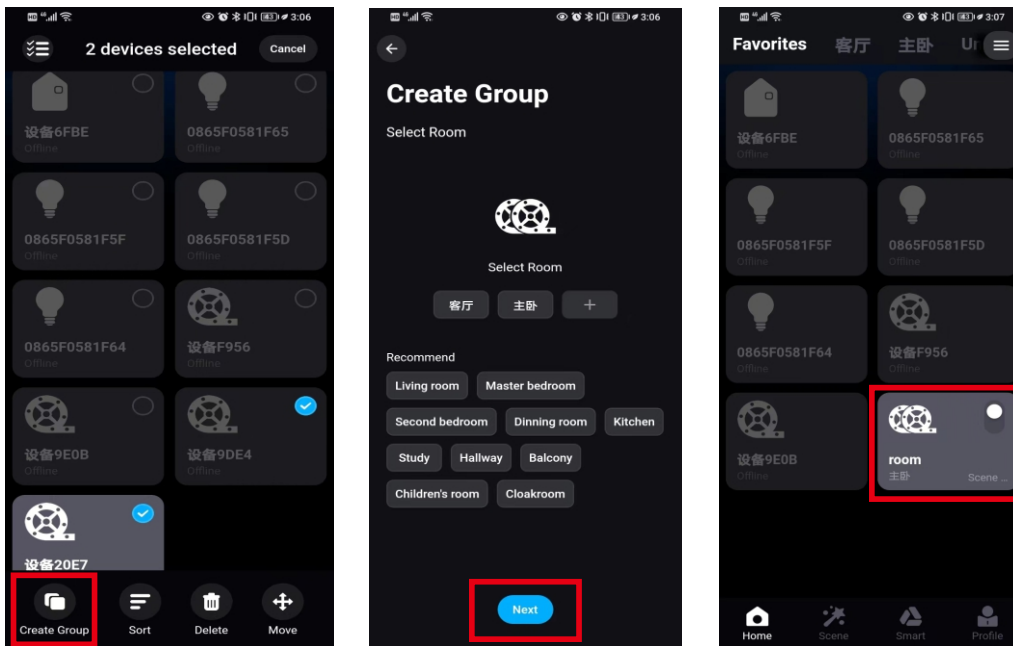 3:06
2 devices selected
Cancel
设备6FBE
Offline
0865F0581F65
Offline
0865F0581F5F
Offline
0865F0581F5D
Offline
0865F0581F64
Offline
设备F956
Offline
设备9E0B
Offline
设备9DE4
Offline
设备20E7
Create Group
Sort
Delete
Move
3:06
Create Group
Select Room
Select Room
客厅
主卧
+
Recommend
Living room
Master bedroom
Second bedroom
Dinning room
Kitchen
Study
Hallway
Balcony
Children's room
Cloakroom
Next
3:07
Favorites
客厅
主卧
设备6FBE
Offline
0865F0581F65
Offline
0865F0581F5F
Offline
0865F0581F5D
Offline
0865F0581F64
Offline
设备F956
Offline
设备9E0B
Offline
room
主卧
Scene ...
Home
Scene
Smart
Profile